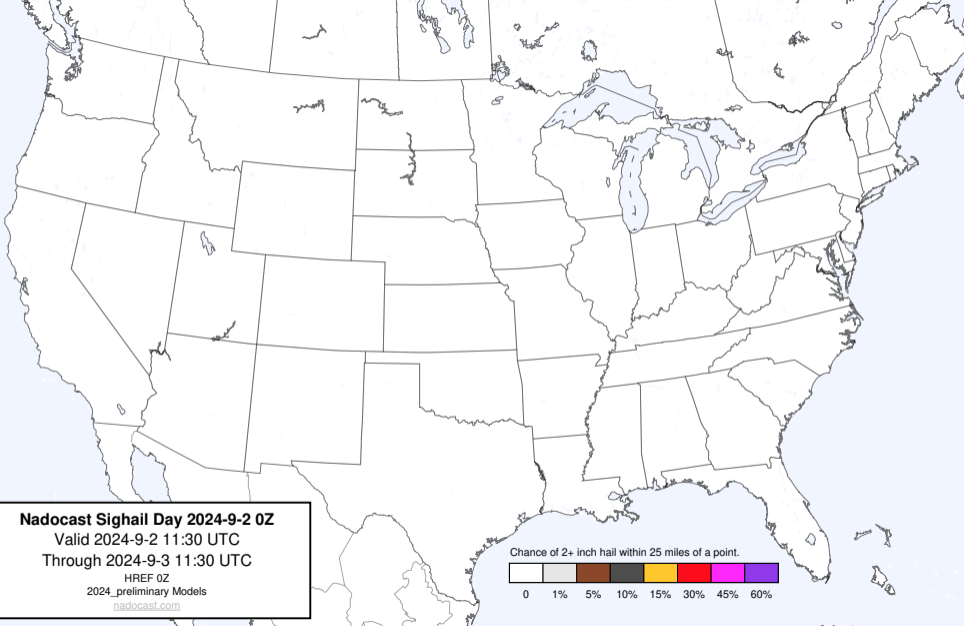 Nadocast Sighail Day 2024-9-2 0Z
Valid 2024-9-2 11:30 UTC
Through 2024-9-3 11:30 UTC
HREF 0Z
2024_preliminary Models
nadocast.com
Chance of 2+ inch hail within 25 miles of a point.
0 1% 5% 10% 15% 30% 45% 60%